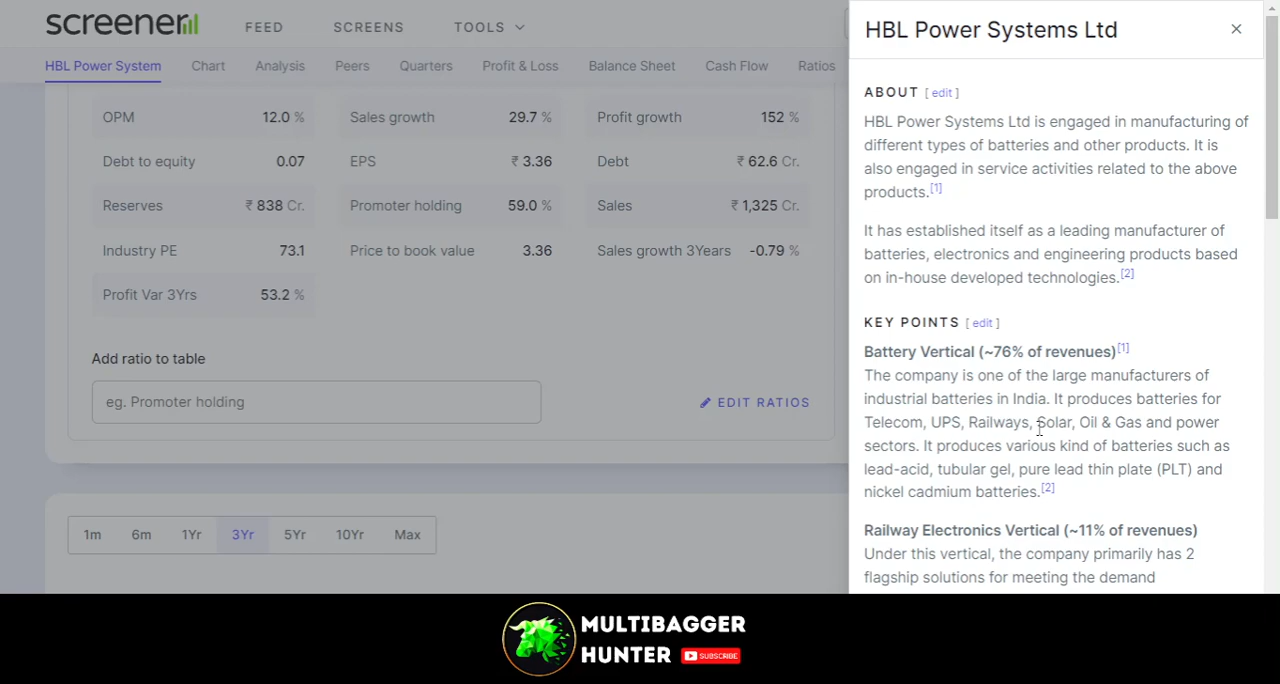 screener
FEED SCREENS TOOLS
HBL Power System Chart Analysis Peers Quarters Profit & Loss Balance Sheet Cash Flow Ratios
OPM 12.0 % Sales growth 29.7 % Profit growth 152 %
Debt to equity 0.07 EPS ₹ 3.36 Debt ₹ 62.6 Cr.
Reserves ₹ 838 Cr. Promoter holding 59.0 % Sales ₹ 1,325 Cr.
Industry PE 73.1 Price to book value 3.36 Sales growth 3Years -0.79 %
Profit Var 3Yrs 53.2 %
Add ratio to table
eg. Promoter holding EDIT RATIOS
1m 6m 1Yr 3Yr 5Yr 10Yr Max
HBL Power Systems Ltd ×
ABOUT [ edit ]
HBL Power Systems Ltd is engaged in manufacturing of
different types of batteries and other products. It is
also engaged in service activities related to the above
products.[1]
It has established itself as a leading manufacturer of
batteries, electronics and engineering products based
on in-house developed technologies.[2]
KEY POINTS [ edit ]
Battery Vertical (~76% of revenues)[1]
The company is one of the large manufacturers of
industrial batteries in India. It produces batteries for
Telecom, UPS, Railways, Solar, Oil & Gas and power
sectors. It produces various kind of batteries such as
lead-acid, tubular gel, pure lead thin plate (PLT) and
nickel cadmium batteries.[2]
Railway Electronics Vertical (~11% of revenues)
Under this vertical, the company primarily has 2
flagship solutions for meeting the demand
MULTIBAGGER
HUNTER SUBSCRIBE